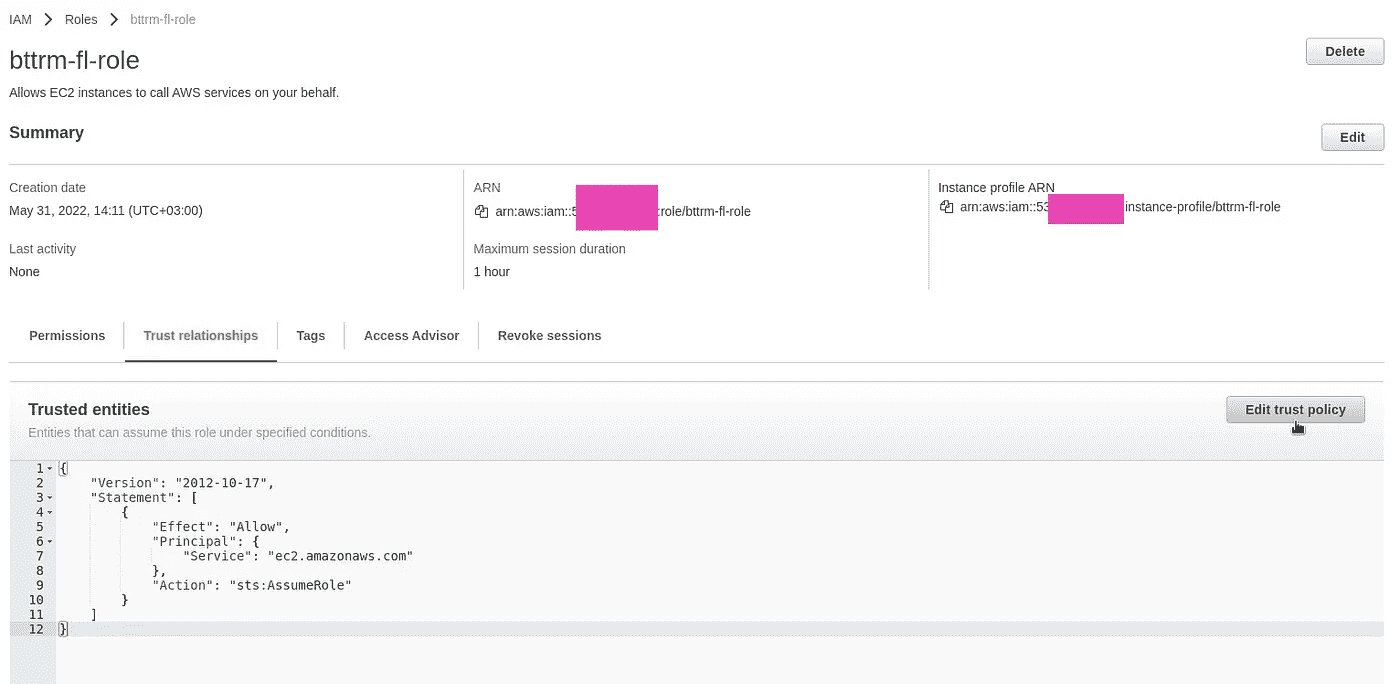 IAM > Roles > bttrm-fl-role
bttrm-fl-role
Delete
Allows EC2 instances to call AWS services on your behalf.
Summary
Edit
Creation date
May 31, 2022, 14:11 (UTC+03:00)
Last activity
None
ARN
arn:aws:iam::5 :role/bttrm-fl-role
Maximum session duration
1 hour
Instance profile ARN
arn:aws:iam::53 instance-profile/bttrm-fl-role
Permissions
Trust relationships
Tags
Access Advisor
Revoke sessions
Trusted entities
Edit trust policy
Entities that can assume this role under specified conditions.
1 {
2 "Version": "2012-10-17",
3 "Statement": [
4 {
5 "Effect": "Allow",
6 "Principal": {
7 "Service": "ec2.amazonaws.com"
8 },
9 "Action": "sts:AssumeRole"
10 }
11 ]
12 }